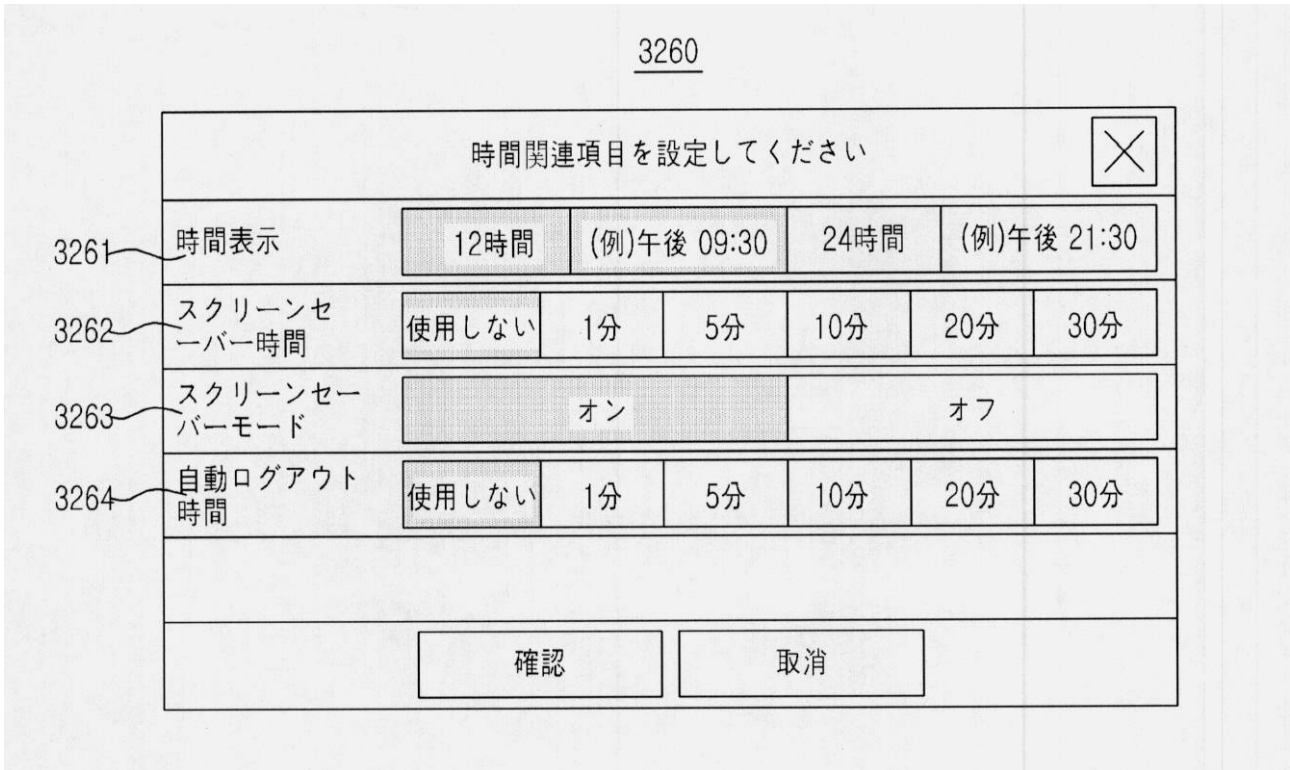 3260
時間関連項目を設定してください
3261 時間表示 12時間 (例)午後 09:30 24時間 (例)午後 21:30
3262 スクリーンセ
ーバー時間 使用しない 1分 5分 10分 20分 30分
3263 スクリーンセー
バーモード オン オフ
3264 自動ログアウト
時間 使用しない 1分 5分 10分 20分 30分
確認 取消